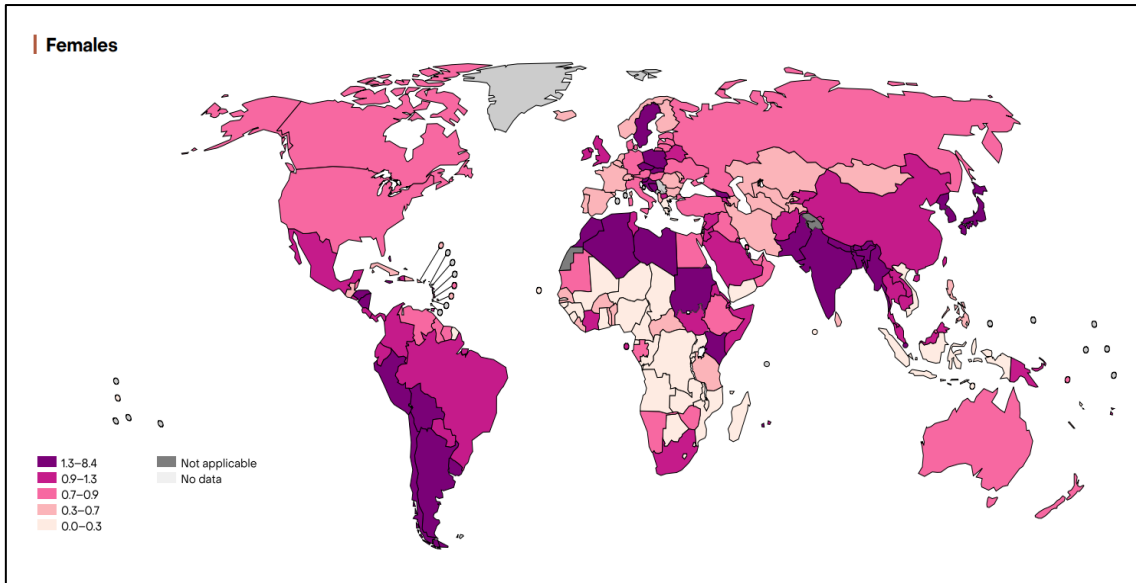 Females
1.3–8.4
0.9–1.3
0.7–0.9
0.3–0.7
0.0–0.3
Not applicable
No data